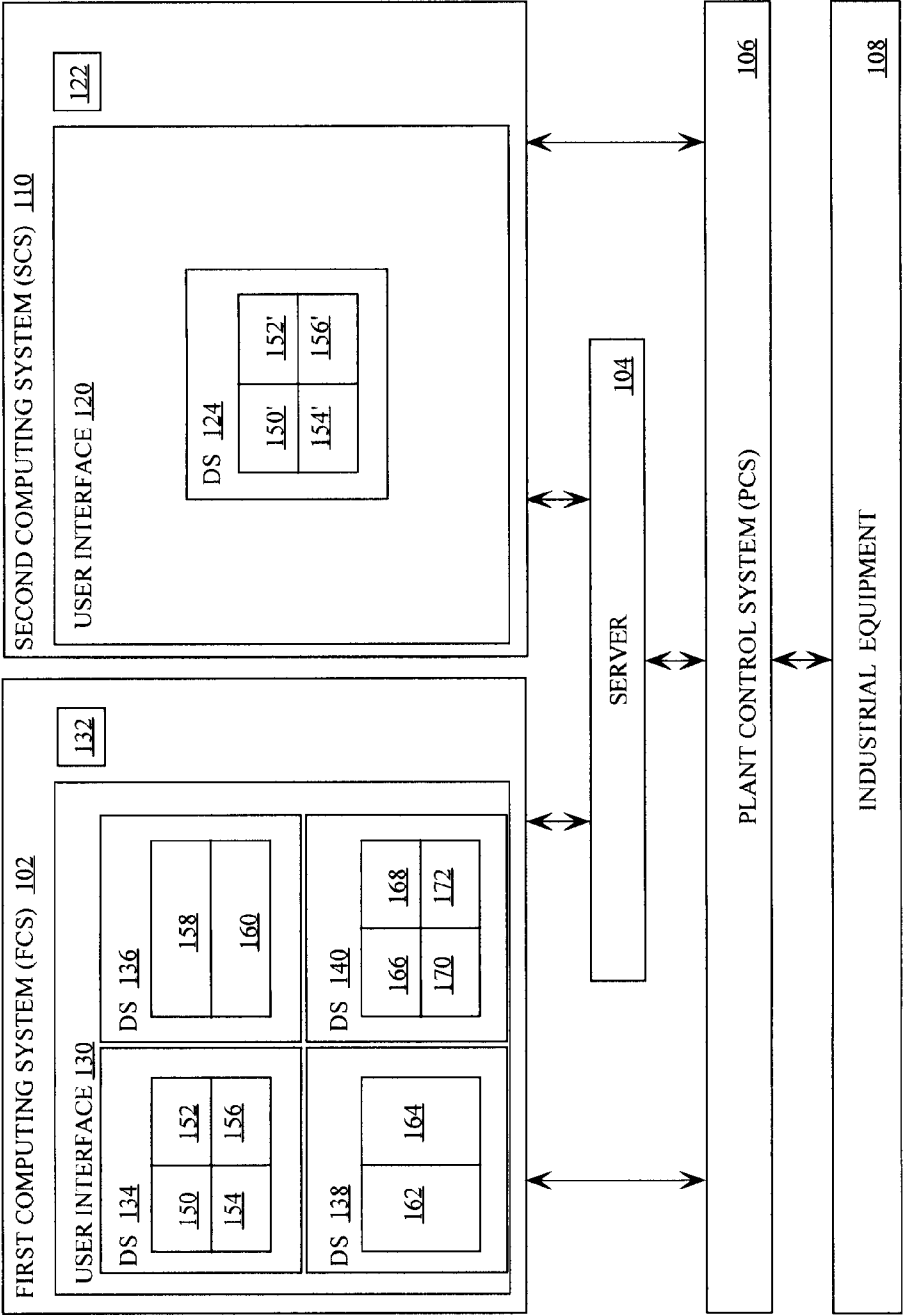 FIRST COMPUTING SYSTEM (FCS) 102
USER INTERFACE 130
132
DS 134
150 152
154 156
DS 136
158
160
DS 138
162 164
DS 140
166 168
170 172
SECOND COMPUTING SYSTEM (SCS) 110
USER INTERFACE 120
122
DS 124
150' 152'
154' 156'
SERVER
104
PLANT CONTROL SYSTEM (PCS)
106
INDUSTRIAL EQUIPMENT
108